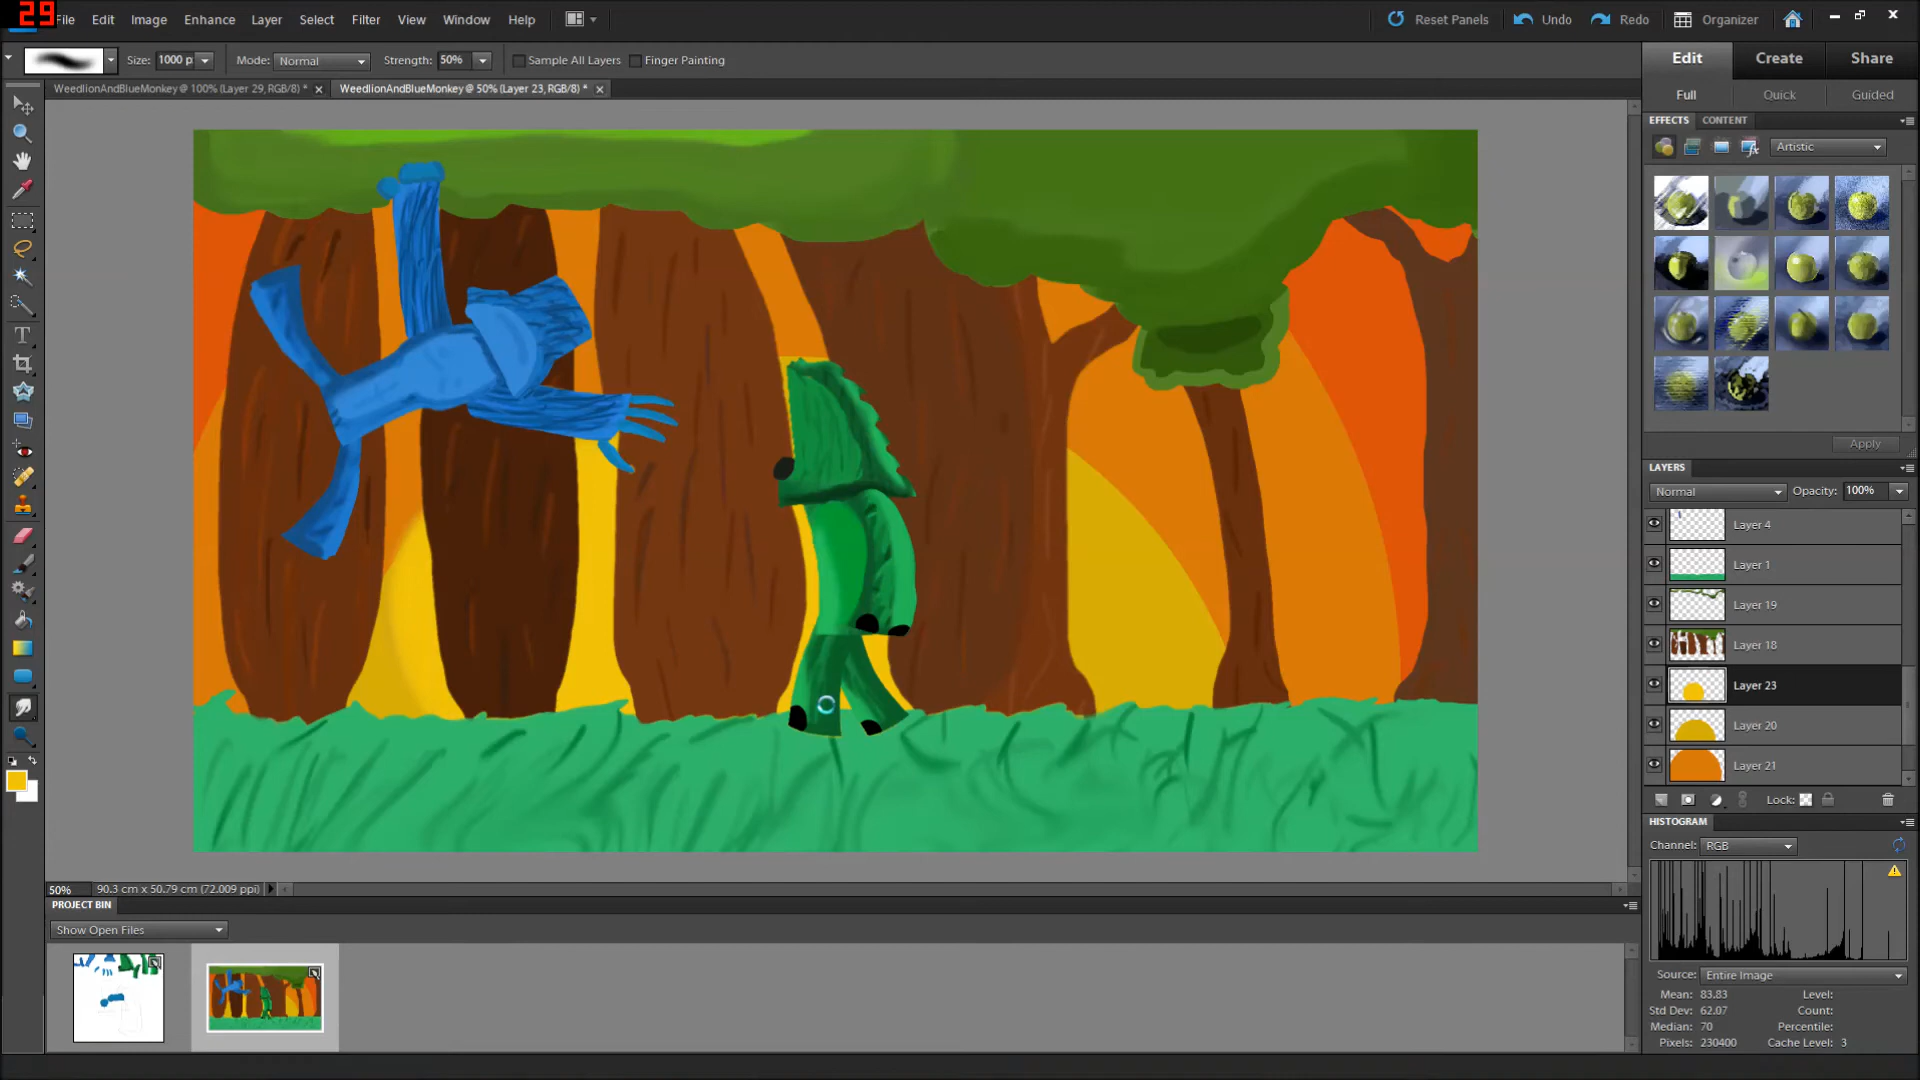 29
File Edit Image Enhance Layer Select Filter View Window Help Reset Panels Undo Redo Organizer
Size: 1000 p Mode: Normal Strength: 50% Sample All Layers Finger Painting
Edit Create Share
WeedlionAndBlueMonkey @ 100% (Layer 29, RGB/8) * WeedlionAndBlueMonkey @ 50% (Layer 23, RGB/8) *
Full Quick Guided
EFFECTS CONTENT
Artistic
Apply
LAYERS
Normal Opacity: 100%
Layer 4
Layer 1
Layer 19
Layer 18
Layer 23
Layer 20
Layer 21
Lock:
HISTOGRAM
Channel: RGB
50% 90.3 cm x 50.79 cm (72.009 ppi)
PROJECT BIN
Show Open Files
Source: Entire Image
Mean: 83.83 Level:
Std Dev: 62.07 Count:
Median: 70 Percentile:
Pixels: 230400 Cache Level: 3